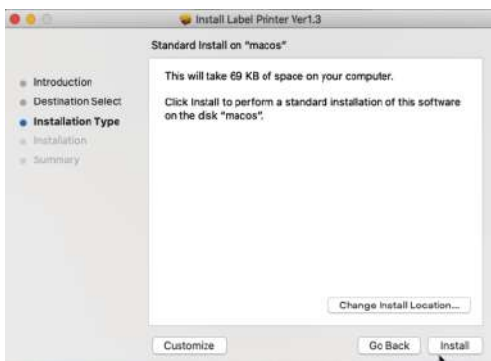 Install Label Printer Ver1.3
Standard Install on "macos"
Introduction
Destination Select
Installation Type
Installation
Summary
This will take 69 KB of space on your computer.
Click Install to perform a standard installation of this software
on the disk "macos".
Change Install Location...
Customize
Go Back
Install